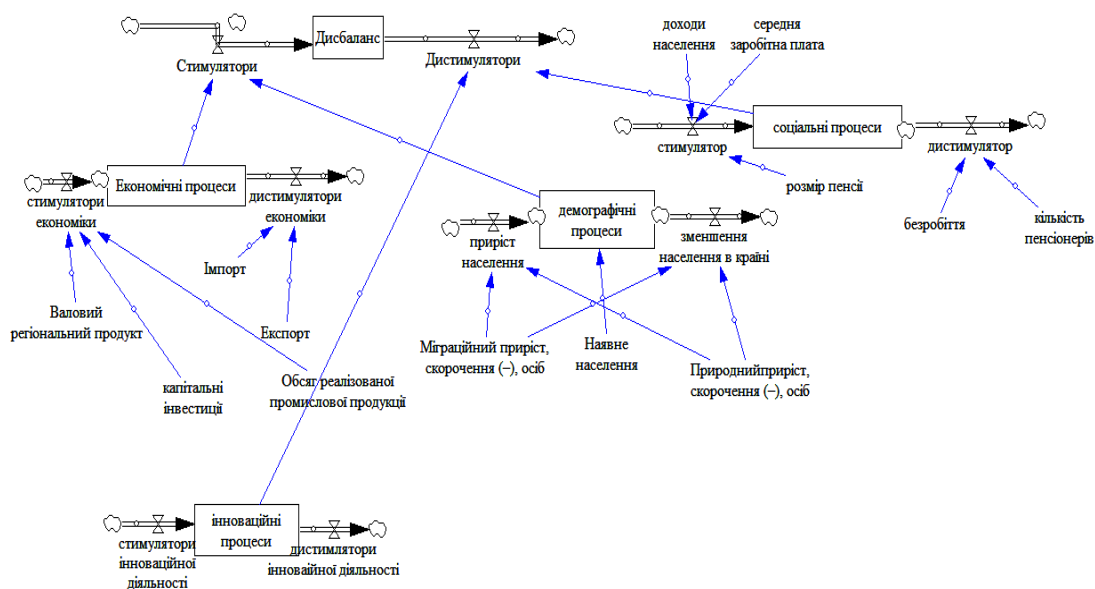 доходи
населення
середня
заробітна плата
Дисбаланс
Стимулятори
Дистимулятори
соціальні процеси
стимулятор
дистимулятор
розмір пенсії
безробіття
кількість
пенсіонерів
Економічні процеси
стимулятори
економіки
дистимулятори
економіки
демографічні
процеси
приріст
населення
зменшення
населення в країні
Імпорт
Валовий
регіональний продукт
Експорт
Міграційний приріст,
скорочення (–), осіб
Наявне
населення
Природнийприріст,
скорочення (–), осіб
капітальні
інвестиції
Обсяг реалізованої
промислової продукції
інноваційні
процеси
стимулятори
інноваційної
діяльності
дистимлятори
інноваійної діяльності